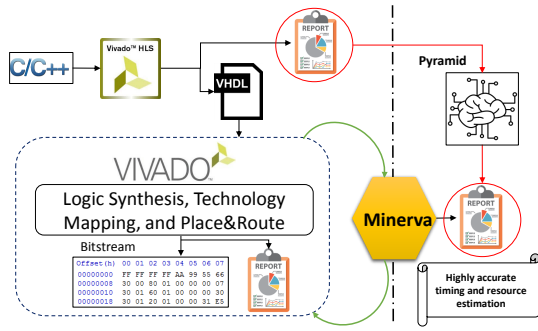 C/C++
Vivado™ HLS
REPORT
VHDL
Pyramid
VIVADO
Logic Synthesis, Technology
Mapping, and Place&Route
Bitstream
Offset(h) 00 01 02 03 04 05 06 07
00000000 FF FF FF FF AA 99 55 66
00000008 30 00 80 01 00 00 00 07
00000010 30 01 60 01 00 00 00 30
00000018 30 01 20 01 00 00 31 E5
REPORT
Minerva
REPORT
Highly accurate
timing and resource
estimation